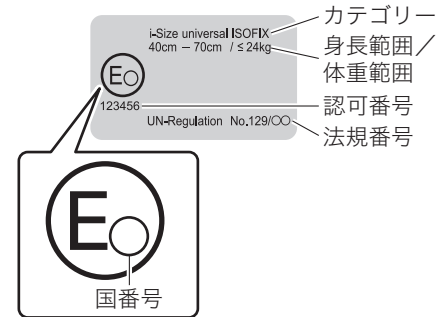 i-Size universal ISOFIX
40cm – 70cm / ≤ 24kg
E○
123456
UN-Regulation No.129/○○
カテゴリー
身長範囲／
体重範囲
認可番号
法規番号
E○
国番号